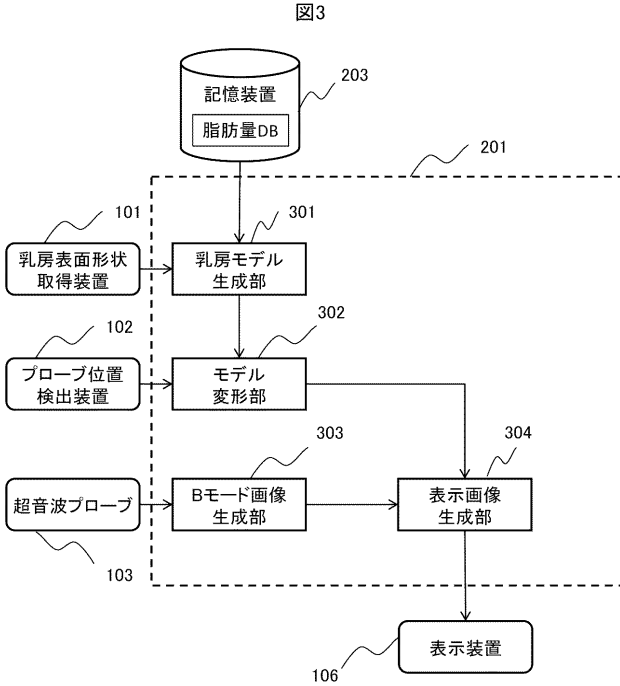 図3
記憶装置
脂肪量DB
203
201
101
乳房表面形状
取得装置
301
乳房モデル
生成部
102
プローブ位置
検出装置
302
モデル
変形部
303
304
超音波プローブ
103
Bモード画像
生成部
表示画像
生成部
表示装置
106